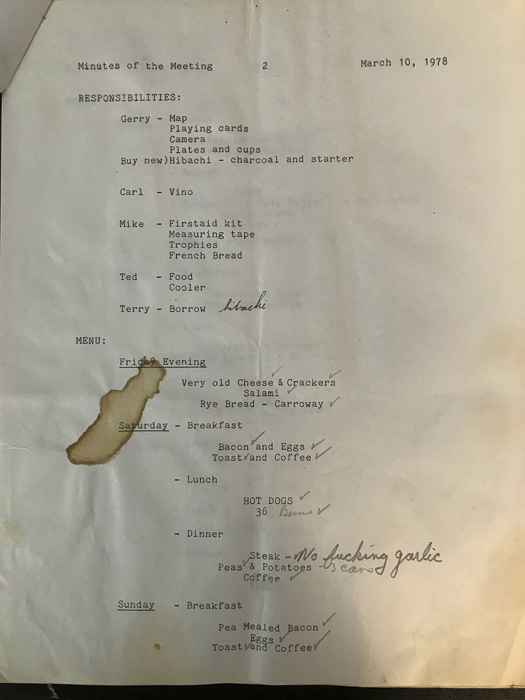 Minutes of the Meeting 2 March 10, 1978
RESPONSIBILITIES:
Gerry - Map
Playing cards
Camera
Plates and cups
Buy new)Hibachi - charcoal and starter
Carl - Vino
Mike - Firstaid kit
Measuring tape
Trophies
French Bread
Ted - Food
Cooler
Terry - Borrow hibachi
MENU:
Friday Evening
Very old Cheese & Crackers
Salami
Rye Bread - Carroway
Saturday - Breakfast
Bacon and Eggs
Toast and Coffee
- Lunch
HOT DOGS
36 Buns
- Dinner
Steak - No fucking garlic
Peas & Potatoes - 3 cans
Coffee
Sunday - Breakfast
Pea Mealed Bacon
Eggs
Toast and Coffee